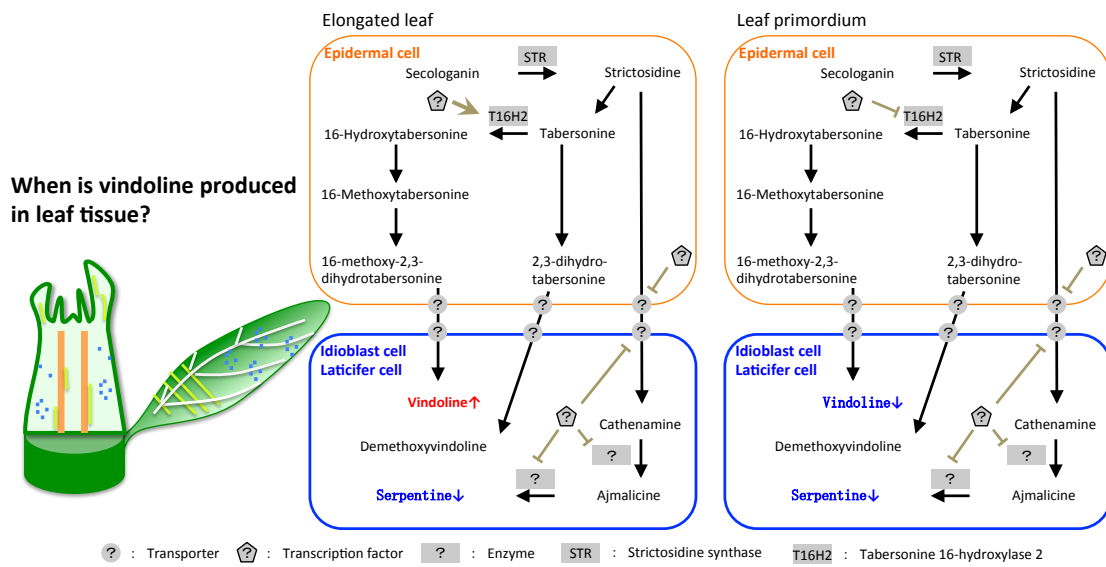 Elongated leaf
Leaf primordium
When is vindoline produced
in leaf tissue?
Epidermal cell
STR
Secologanin
Strictosidine
?
T16H2
16-Hydroxytabersonine
Tabersonine
16-Methoxytabersonine
16-methoxy-2,3-
dihydrotabersonine
2,3-dihydro-
tabersonine
?
? ? ?
? ? ?
Idioblast cell
Laticifer cell
Vindoline↑
?
Cathenamine
Demethoxyvindoline
?
?
Serpentine↓
Ajmalicine
Epidermal cell
STR
Secologanin
Strictosidine
?
T16H2
16-Hydroxytabersonine
Tabersonine
16-Methoxytabersonine
16-methoxy-2,3-
dihydrotabersonine
2,3-dihydro-
tabersonine
?
? ? ?
? ? ?
Idioblast cell
Laticifer cell
Vindoline↓
?
Cathenamine
Demethoxyvindoline
?
?
Serpentine↓
Ajmalicine
? : Transporter ? : Transcription factor ? : Enzyme STR : Strictosidine synthase T16H2 : Tabersonine 16-hydroxylase 2